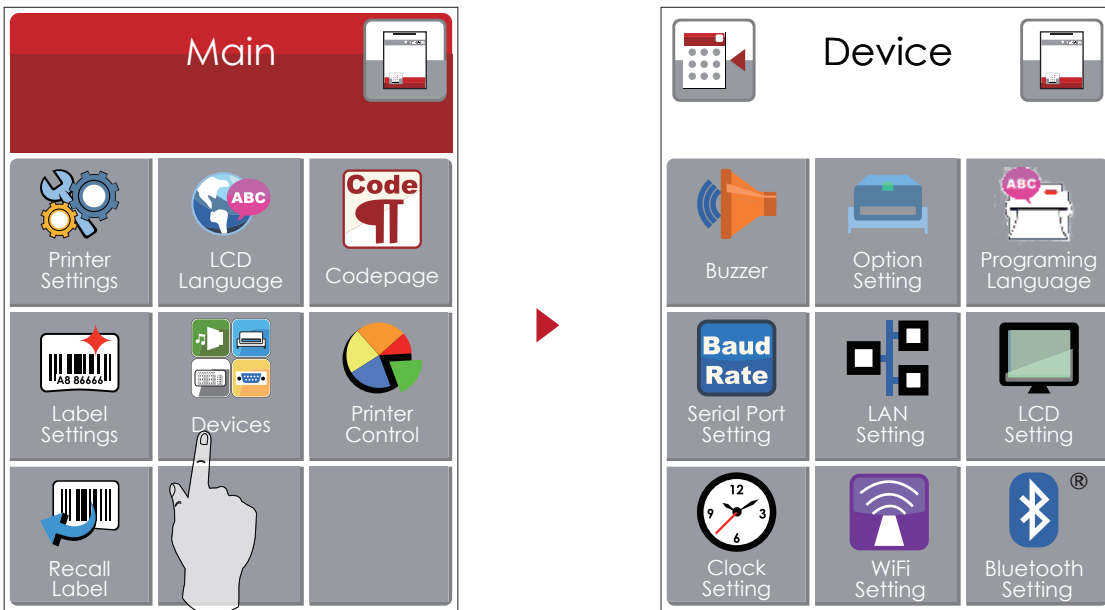 Main
Printer
Settings
ABC
LCD
Language
Code
Codepage
A8 86666
Label
Settings
Devices
Printer
Control
Recall
Label
Device
Buzzer
Option
Setting
ABC
Programing
Language
Baud
Rate
Serial Port
Setting
LAN
Setting
LCD
Setting
12
9
3
6
Clock
Setting
WiFi
Setting
®
Bluetooth
Setting